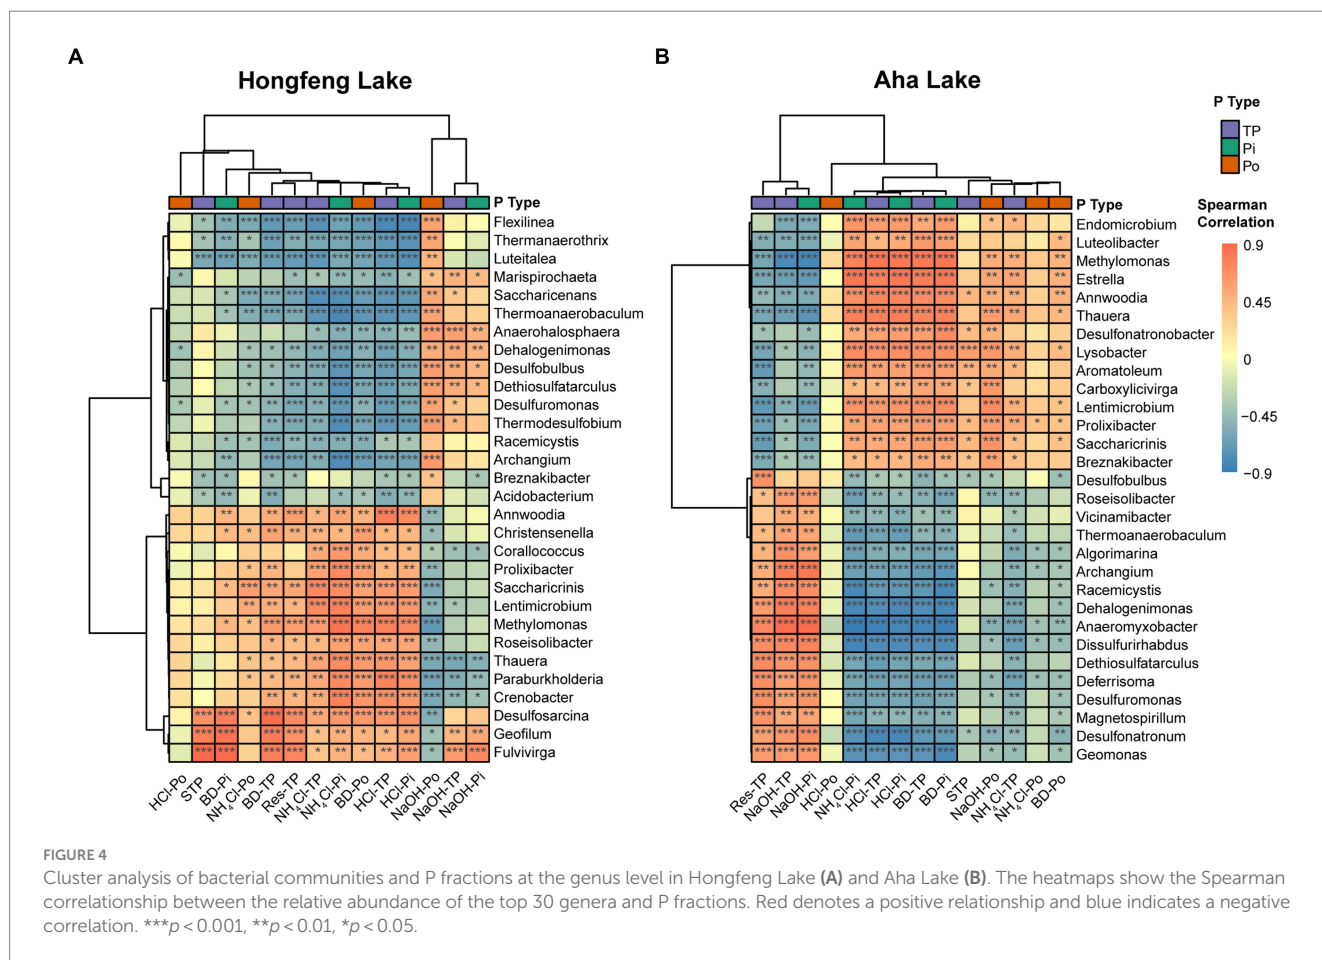 A
B
Hongfeng Lake
Aha Lake
P Type
TP
Pi
Po
P Type
Flexilinea
Thermanaerothrix
Luteitalea
Marispirochaeta
Saccharicenans
Thermoanaerobaculum
Anaerohalosphaera
Dehalogenimonas
Desulfobulbus
Dethiosulfatarculus
Desulfuromonas
Thermodesulfobium
Racemicystis
Archangium
Breznakibacter
Acidobacterium
Annwoodia
Christensenella
Corallococcus
Prolixibacter
Saccharicrinis
Lentimicrobium
Methylomonas
Roseisolibacter
Thauera
Paraburkholderia
Crenobacter
Desulfosarcina
Geofilum
Fulvivirga
HCl-Po
STP
BD-Pi
NH₄Cl-Po
BD-TP
Res-TP
NH₄Cl-TP
NH₄Cl-Pi
BD-Po
HCl-TP
HCl-Pi
NaOH-Po
NaOH-TP
NaOH-Pi
P Type
Endomicrobium
Luteolibacter
Methylomonas
Estrella
Annwoodia
Thauera
Desulfonatronobacter
Lysobacter
Aromatoleum
Carboxylicivirga
Lentimicrobium
Prolixibacter
Saccharicrinis
Breznakibacter
Desulfobulbus
Roseisolibacter
Vicinamibacter
Thermoanaerobaculum
Algorimarina
Archangium
Racemicystis
Dehalogenimonas
Anaeromyxobacter
Dissulfurirhabdus
Dethiosulfatarculus
Deferrisoma
Desulfuromonas
Magnetospirillum
Desulfonatronum
Geomonas
Res-TP
NaOH-TP
NaOH-Pi
HCl-Po
NH₄Cl-Pi
HCl-TP
HCl-Pi
BD-TP
BD-Pi
STP
NaOH-Po
NH₄Cl-TP
NH₄Cl-Po
BD-Po
Spearman
Correlation
0.9
0.45
0
−0.45
−0.9
FIGURE 4
Cluster analysis of bacterial communities and P fractions at the genus level in Hongfeng Lake (A) and Aha Lake (B). The heatmaps show the Spearman
correlationship between the relative abundance of the top 30 genera and P fractions. Red denotes a positive relationship and blue indicates a negative
correlation. ***p < 0.001, **p < 0.01, *p < 0.05.